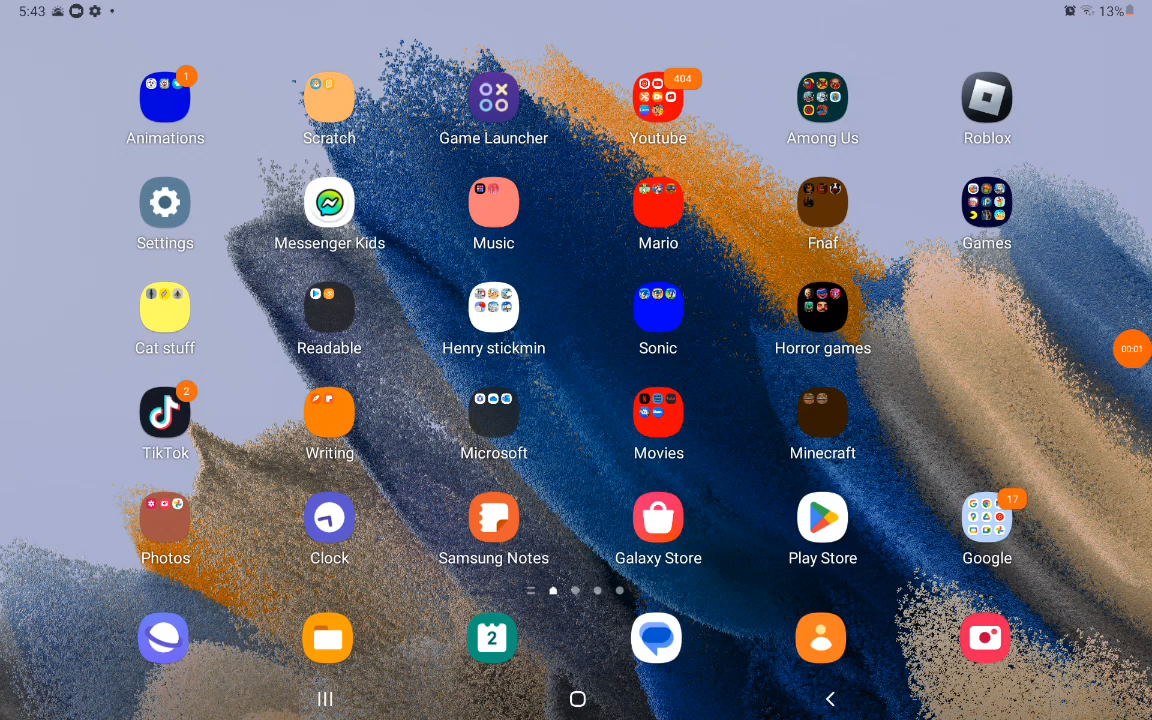 5:43 13%
1 404
Animations Scratch Game Launcher Youtube Among Us Roblox
Settings Messenger Kids Music Mario Fnaf Games
Cat stuff Readable Henry stickmin Sonic Horror games
00:01
2
TikTok Writing Microsoft Movies Minecraft
17
Photos Clock Samsung Notes Galaxy Store Play Store Google
2